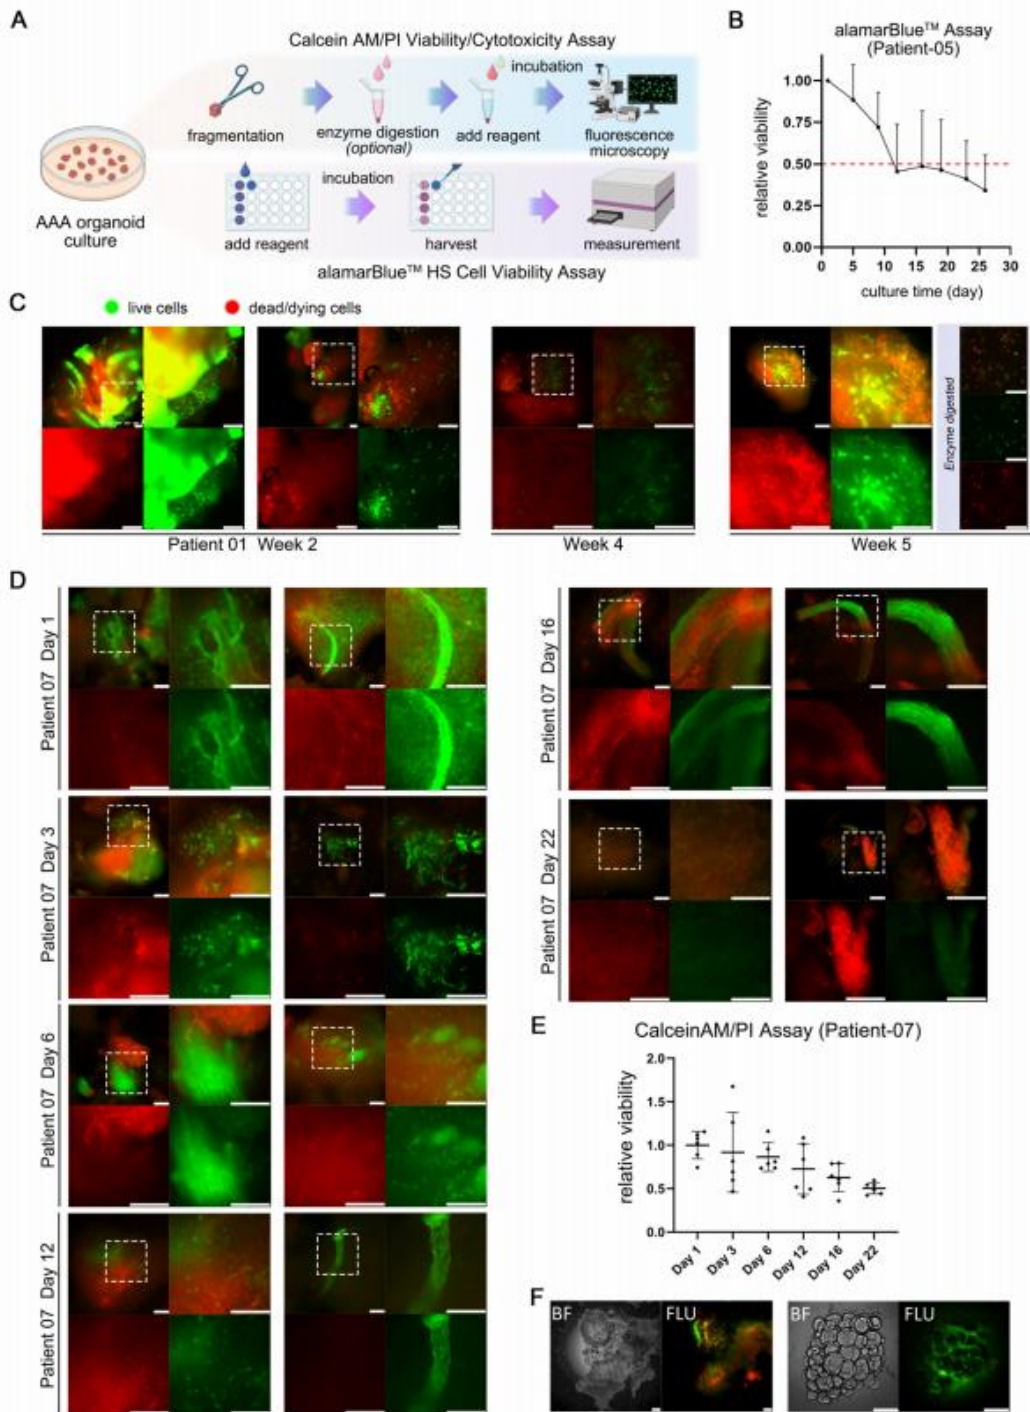 A
Calcein AM/PI Viability/Cytotoxicity Assay
incubation
fragmentation
enzyme digestion
(optional)
add reagent
fluorescence
microscopy
AAA organoid
culture
incubation
add reagent
harvest
measurement
alamarBlue™ HS Cell Viability Assay
B
alamarBlue™ Assay
(Patient-05)
relative viability
1.00
0.75
0.50
0.25
0.00
0 5 10 15 20 25 30
culture time (day)
C
live cells
dead/dying cells
Enzyme digested
Patient 01 Week 2
Week 4
Week 5
D
Patient 07 Day 1
Patient 07 Day 3
Patient 07 Day 6
Patient 07 Day 12
Patient 07 Day 16
Patient 07 Day 22
E
CalceinAM/PI Assay (Patient-07)
relative viability
2.0
1.5
1.0
0.5
0.0
Day 1 Day 3 Day 6 Day 12 Day 16 Day 22
F
BF FLU BF FLU